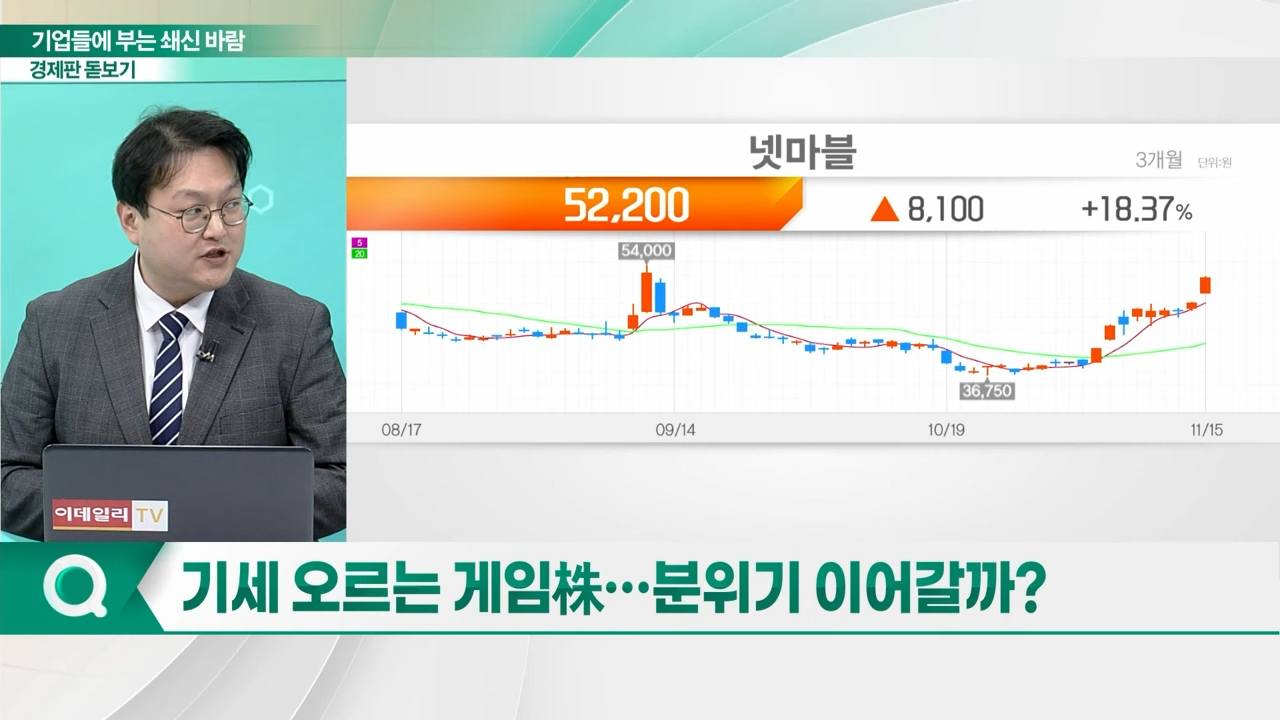 기업들에 부는 쇄신 바람
경제판 돋보기
넷마블
3개월 단위:원
52,200 ▲ 8,100 +18.37%
5
20
54,000
36,750
08/17 09/14 10/19 11/15
이데일리 TV
기세 오르는 게임株…분위기 이어갈까?